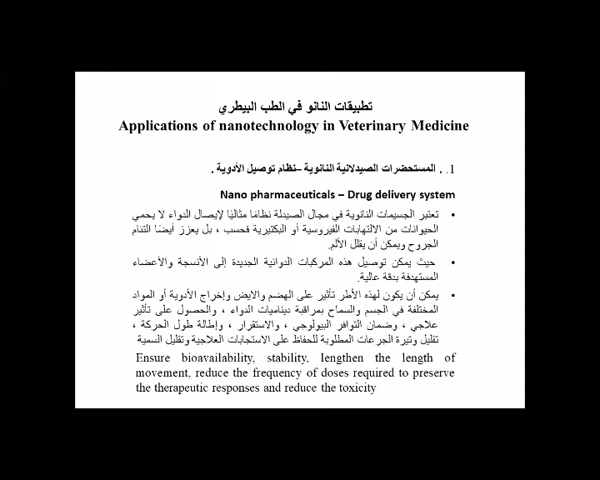 تطبيقات النانو في الطب البيطري
Applications of nanotechnology in Veterinary Medicine
1. . المستحضرات الصيدلانية النانوية –نظام توصيل الأدوية .
Nano pharmaceuticals – Drug delivery system
• تعتبر الجسيمات النانوية في مجال الصيدلة نظامًا مثاليًا لإيصال الدواء لا يحمي
الحيوانات من الالتهابات الفيروسية أو البكتيرية فحسب ، بل يعزز أيضًا التئام
الجروح ويمكن أن يقلل الألم.
• حيث يمكن توصيل هذه المركبات الدوائية الجديدة إلى الأنسجة والأعضاء
المستهدفة بدقة عالية.
• يمكن أن يكون لهذه الأطر تأثير على الهضم والايض وإخراج الأدوية أو المواد
المختلفة في الجسم والسماح بمراقبة ديناميات الدواء ، والحصول على تأثير
علاجي ، وضمان التوافر البيولوجي ، والاستقرار ، وإطالة طول الحركة ،
تقليل وتيرة الجرعات المطلوبة للحفاظ على الاستجابات العلاجية وتقليل السمية
Ensure bioavailability, stability, lengthen the length of
movement, reduce the frequency of doses required to preserve
the therapeutic responses and reduce the toxicity